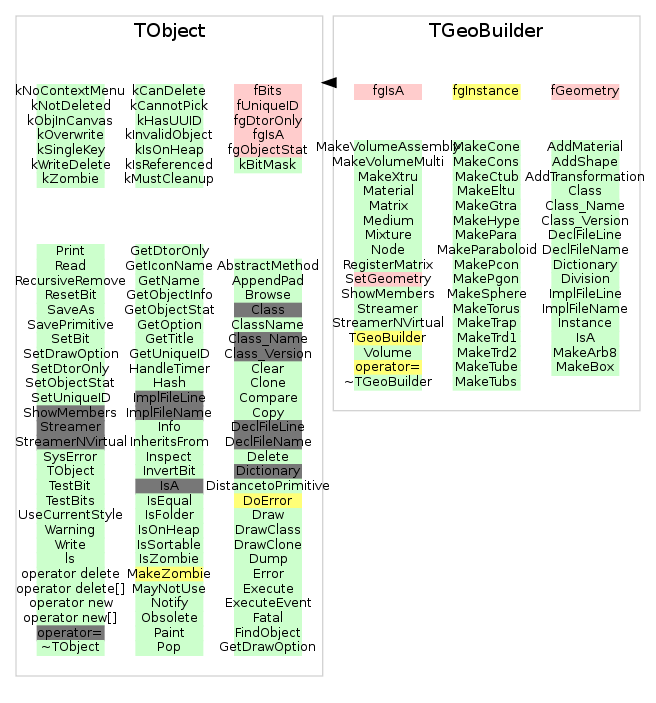 TObject
kNoContextMenu
kNotDeleted
kObjInCanvas
kOverwrite
kSingleKey
kWriteDelete
kZombie
kCanDelete
kCannotPick
kHasUUID
kInvalidObject
kIsOnHeap
kIsReferenced
kMustCleanup
fBits
fUniqueID
fgDtorOnly
fgIsA
fgObjectStat
kBitMask
Print
Read
RecursiveRemove
ResetBit
SaveAs
SavePrimitive
SetBit
SetDrawOption
SetDtorOnly
SetObjectStat
SetUniqueID
ShowMembers
Streamer
StreamerNVirtual
SysError
TObject
TestBit
TestBits
UseCurrentStyle
Warning
Write
ls
operator delete
operator delete[]
operator new
operator new[]
operator=
~TObject
GetDtorOnly
GetIconName
GetName
GetObjectInfo
GetObjectStat
GetOption
GetTitle
GetUniqueID
HandleTimer
Hash
ImplFileLine
ImplFileName
Info
InheritsFrom
Inspect
InvertBit
IsA
IsEqual
IsFolder
IsOnHeap
IsSortable
IsZombie
MakeZombie
MayNotUse
Notify
Obsolete
Paint
Pop
AbstractMethod
AppendPad
Browse
Class
ClassName
Class_Name
Class_Version
Clear
Clone
Compare
Copy
DeclFileLine
DeclFileName
Delete
Dictionary
DistancetoPrimitive
DoError
Draw
DrawClass
DrawClone
Dump
Error
Execute
ExecuteEvent
Fatal
FindObject
GetDrawOption
TGeoBuilder
fgIsA
fgInstance
fGeometry
MakeVolumeAssembly
MakeVolumeMulti
MakeXtru
Material
Matrix
Medium
Mixture
Node
RegisterMatrix
SetGeometry
ShowMembers
Streamer
StreamerNVirtual
TGeoBuilder
Volume
operator=
~TGeoBuilder
MakeCone
MakeCons
MakeCtub
MakeEltu
MakeGtra
MakeHype
MakePara
MakeParaboloid
MakePcon
MakePgon
MakeSphere
MakeTorus
MakeTrap
MakeTrd1
MakeTrd2
MakeTube
MakeTubs
AddMaterial
AddShape
AddTransformation
Class
Class_Name
Class_Version
DeclFileLine
DeclFileName
Dictionary
Division
ImplFileLine
ImplFileName
Instance
IsA
MakeArb8
MakeBox